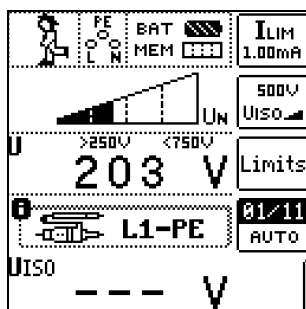 PE
BAT
L N
MEM
ILIM
1.00mA
UN
500V
UISO
U
>250V <750V
203 V
Limits
L1-PE
01/11
AUTO
UISO
--- V